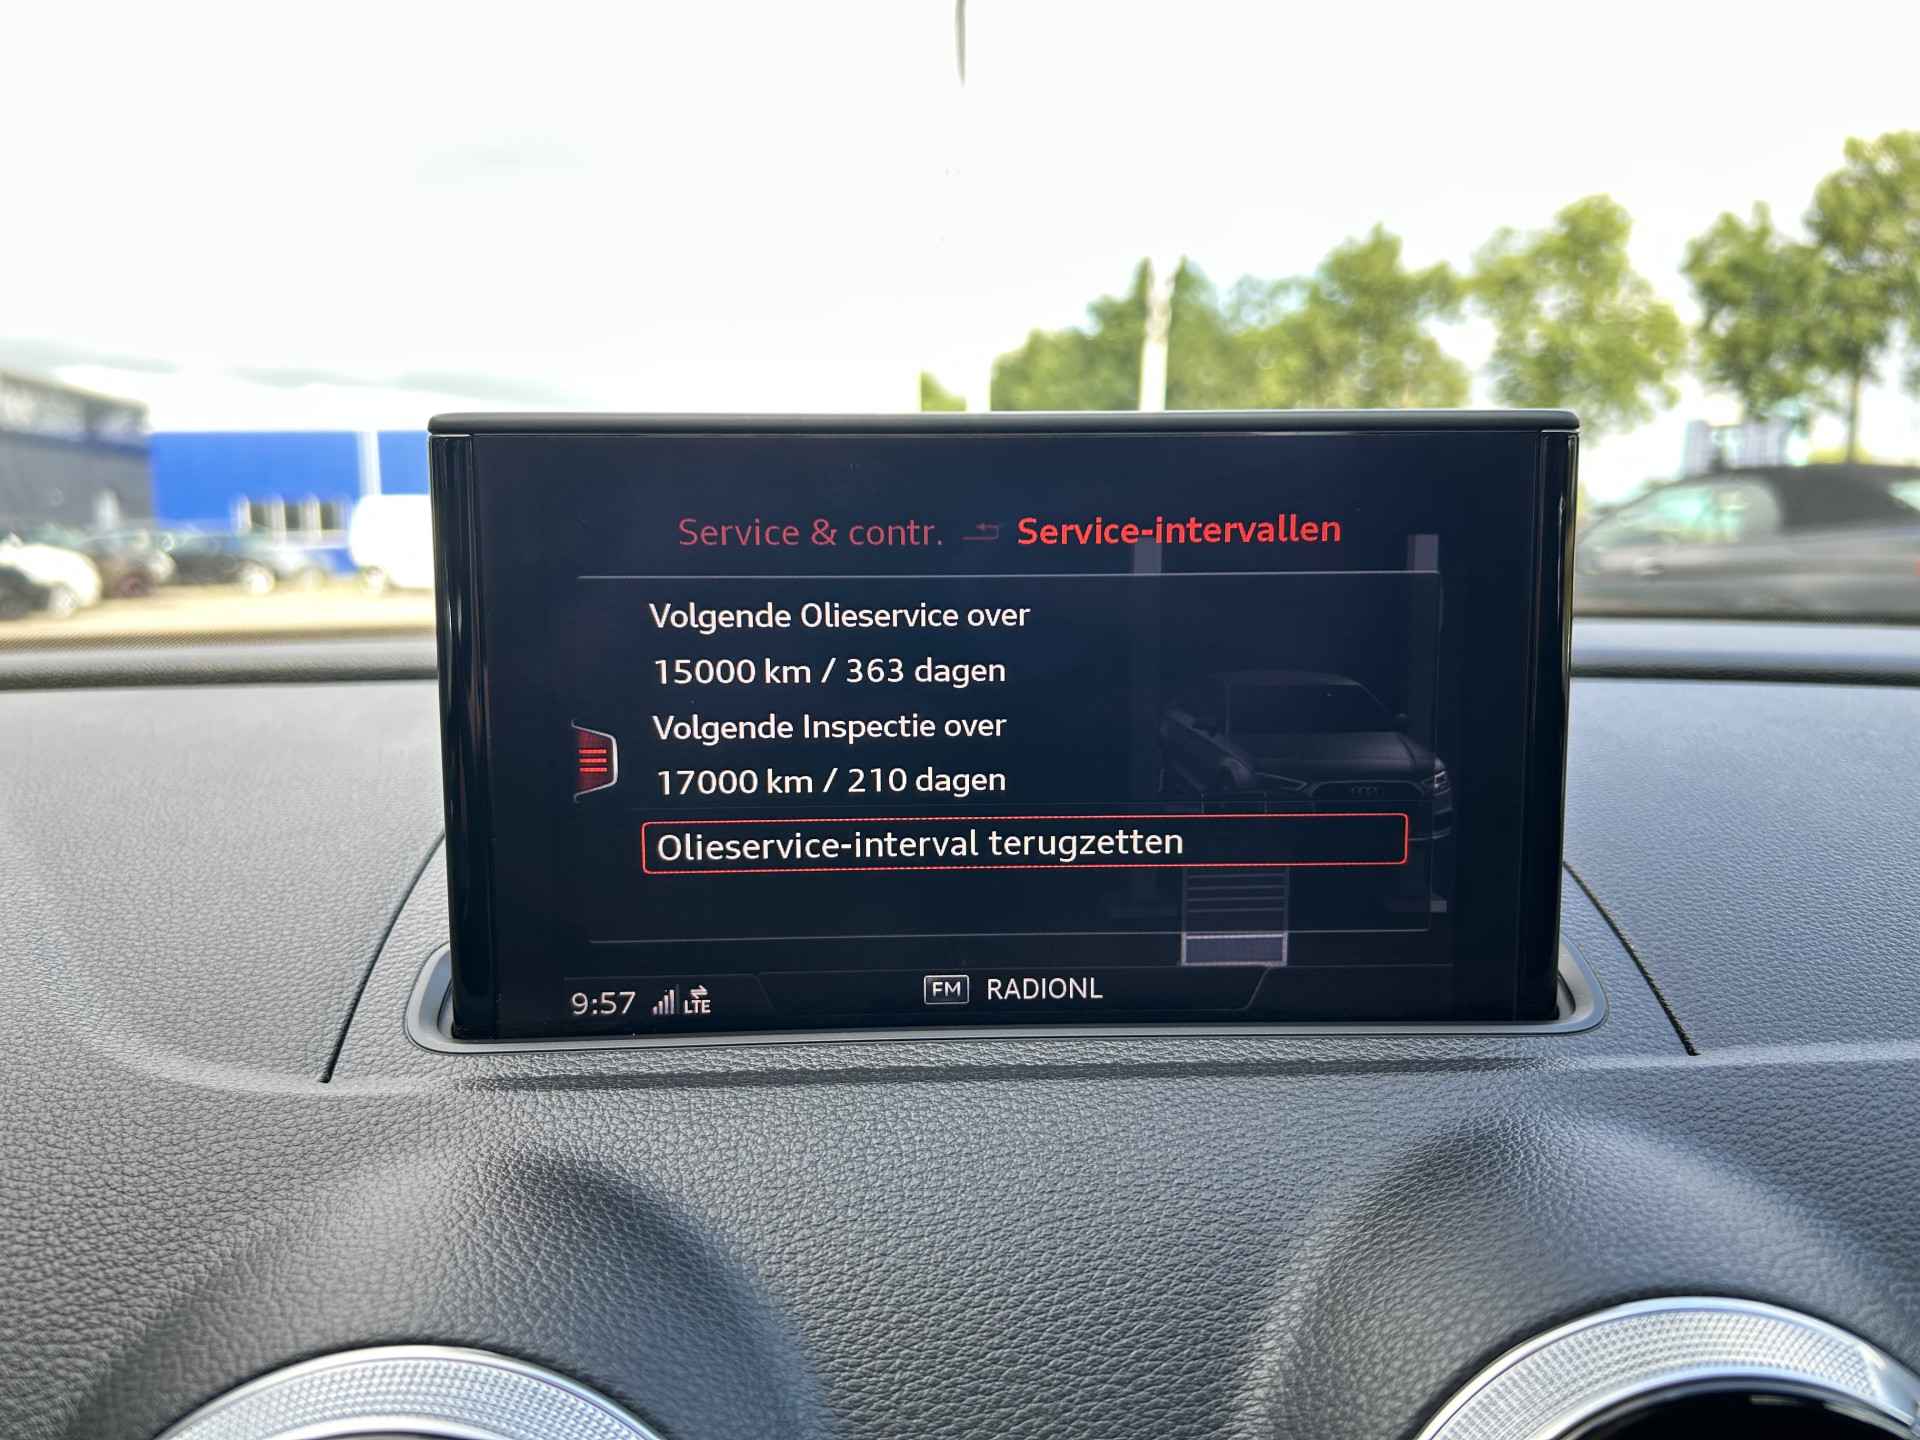 Service & contr. Service-intervallen
Volgende Olieservice over
15000 km / 363 dagen
Volgende Inspectie over
17000 km / 210 dagen
Olieservice-interval terugzetten
9:57 LTE FM RADIONL